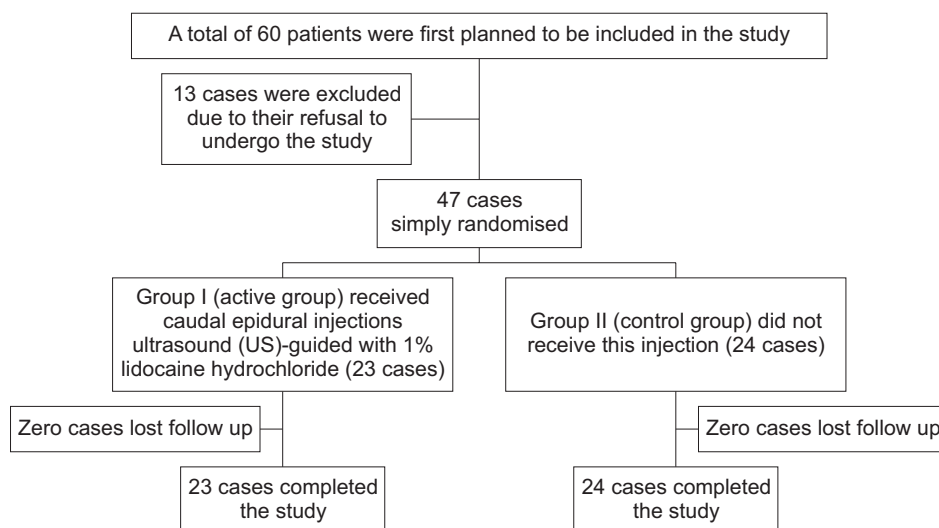 A total of 60 patients were first planned to be included in the study
13 cases were excluded
due to their refusal to
undergo the study
47 cases
simply randomised
Group I (active group) received
caudal epidural injections
ultrasound (US)-guided with 1%
lidocaine hydrochloride (23 cases)
Group II (control group) did not
receive this injection (24 cases)
Zero cases lost follow up
Zero cases lost follow up
23 cases completed
the study
24 cases completed
the study